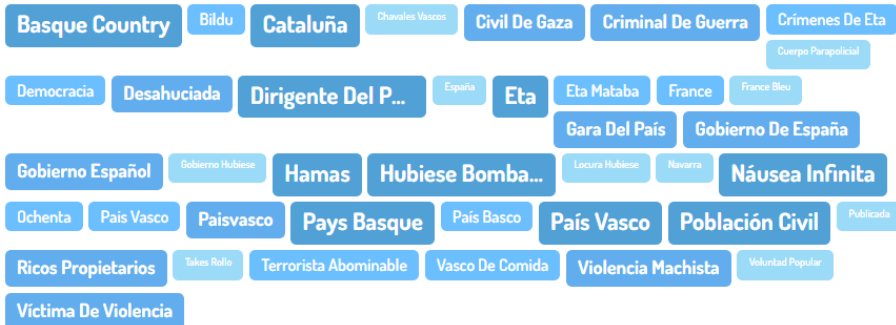 Basque Country Bildu Cataluña Chavales Vascos Civil De Gaza Criminal De Guerra Crímenes De Eta
Cuerpo Parapolicial
Democracia Desahuciada Dirigente Del P... España Eta Eta Mataba France France Bleu
Gara Del País Gobierno De España
Gobierno Español Gobierno Hubiese Hamas Hubiese Bomba... Locura Hubiese Navarra Náusea Infinita
Ochenta Pais Vasco Paisvasco Pays Basque País Basco País Vasco Población Civil Publicada
Ricos Propietarios Takes Rollo Terrorista Abominable Vasco De Comida Violencia Machista Voluntad Popular
Víctima De Violencia